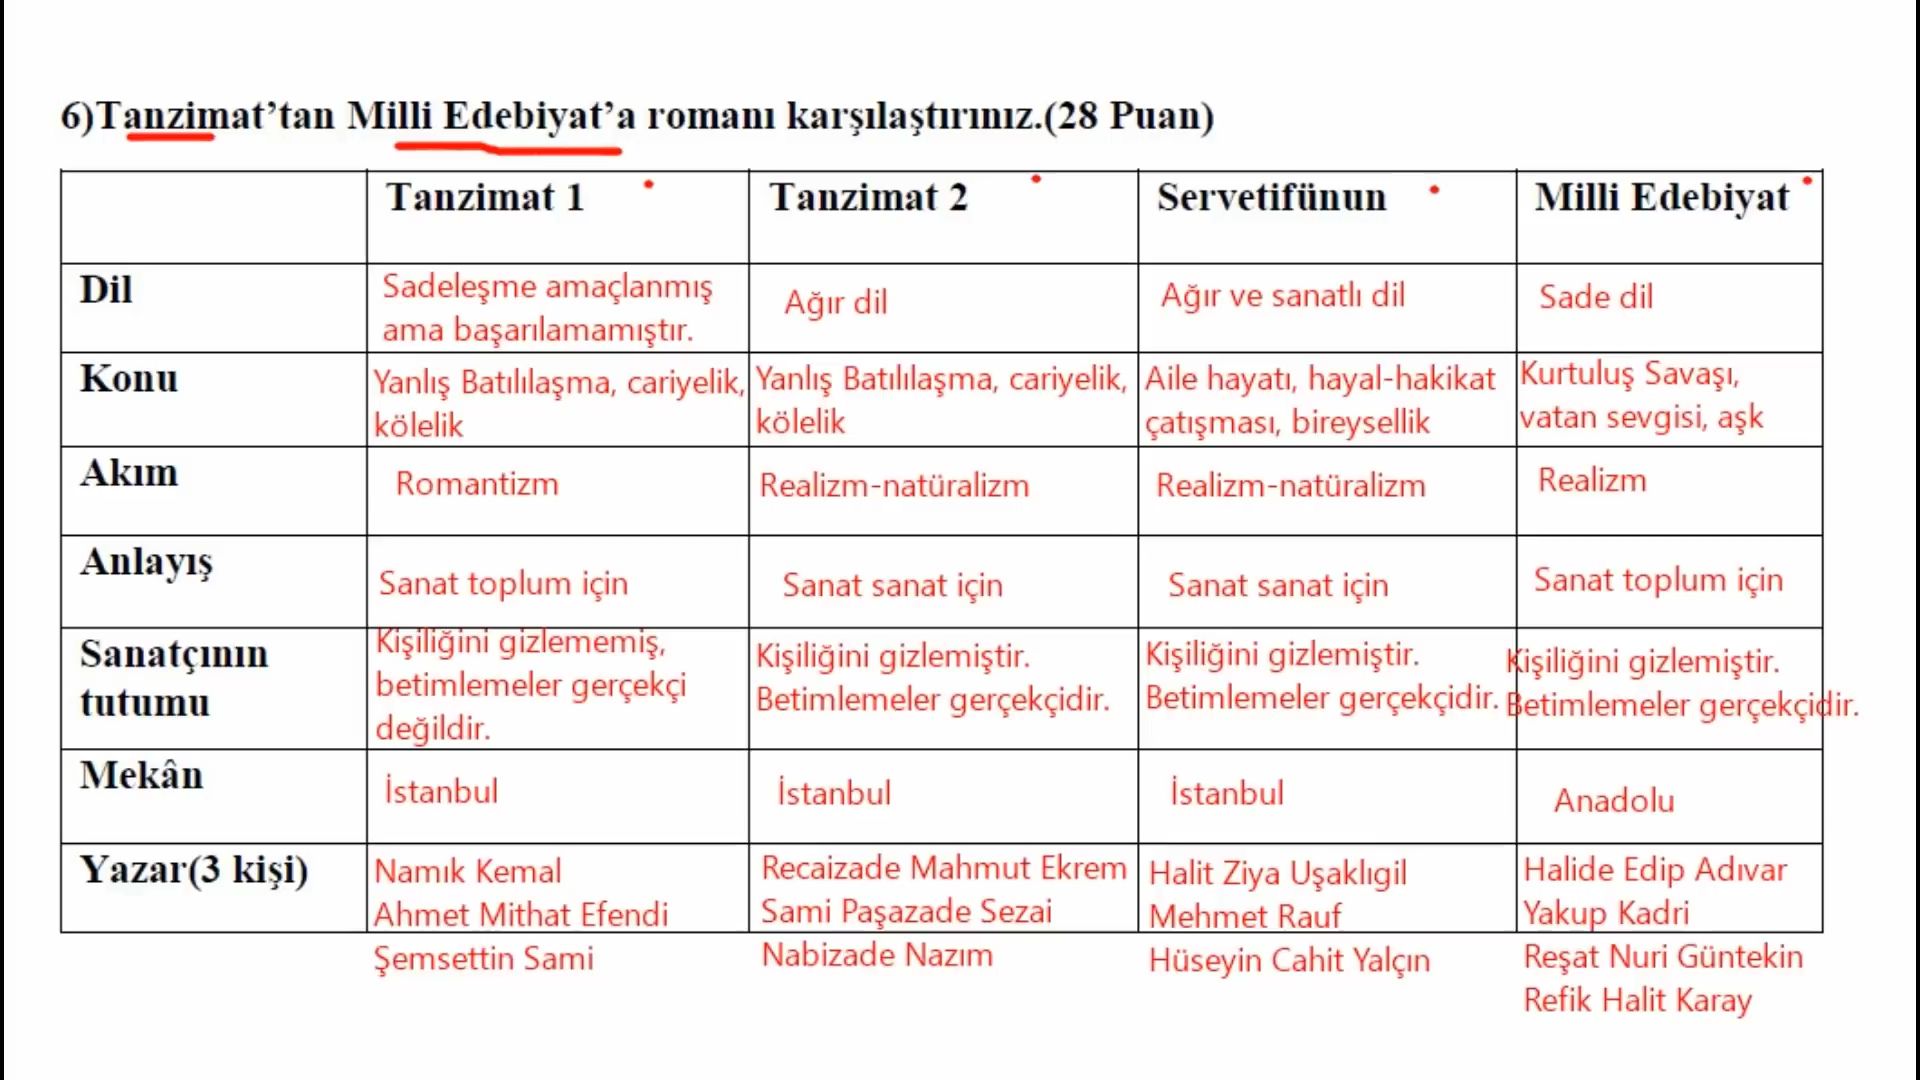 6)Tanzimat’tan Milli Edebiyat’a romanı karşılaştırınız.(28 Puan)
Tanzimat 1
Tanzimat 2
Servetifünun
Milli Edebiyat
Dil
Sadeleşme amaçlanmış
ama başarılamamıştır.
Ağır dil
Ağır ve sanatlı dil
Sade dil
Konu
Yanlış Batılılaşma, cariyelik,
kölelik
Yanlış Batılılaşma, cariyelik,
kölelik
Aile hayatı, hayal-hakikat
çatışması, bireysellik
Kurtuluş Savaşı,
vatan sevgisi, aşk
Akım
Romantizm
Realizm-natüralizm
Realizm-natüralizm
Realizm
Anlayış
Sanat toplum için
Sanat sanat için
Sanat sanat için
Sanat toplum için
Sanatçının
tutumu
Kişiliğini gizlememiş,
betimlemeler gerçekçi
değildir.
Kişiliğini gizlemiştir.
Betimlemeler gerçekçidir.
Kişiliğini gizlemiştir.
Betimlemeler gerçekçidir.
Kişiliğini gizlemiştir.
Betimlemeler gerçekçidir.
Mekân
İstanbul
İstanbul
İstanbul
Anadolu
Yazar(3 kişi)
Namık Kemal
Ahmet Mithat Efendi
Şemsettin Sami
Recaizade Mahmut Ekrem
Sami Paşazade Sezai
Nabizade Nazım
Halit Ziya Uşaklıgil
Mehmet Rauf
Hüseyin Cahit Yalçın
Halide Edip Adıvar
Yakup Kadri
Reşat Nuri Güntekin
Refik Halit Karay